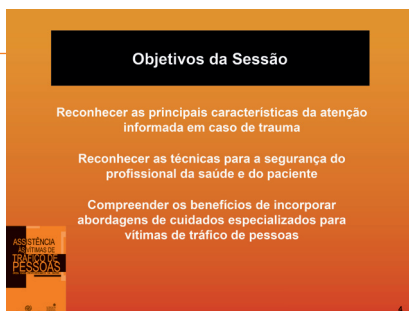 Objetivos da Sessão
Reconhecer as principais características da atenção
informada em caso de trauma
Reconhecer as técnicas para a segurança do
profissional da saúde e do paciente
Compreender os benefícios de incorporar
abordagens de cuidados especializados para
vítimas de tráfico de pessoas
ASSISTÊNCIA
ÀS VÍTIMAS DE
TRÁFICO DE
PESSOAS
4